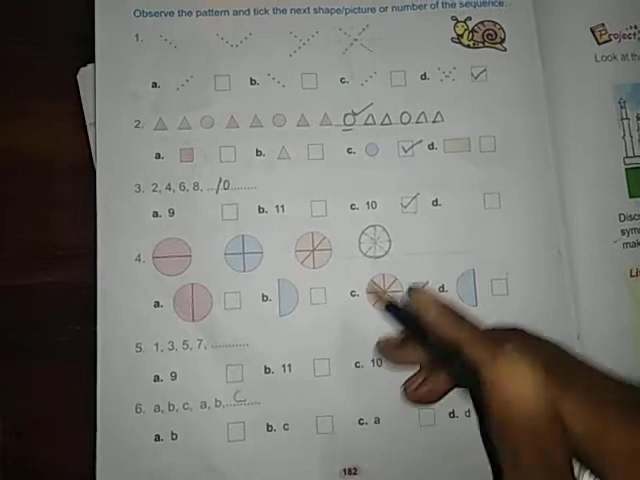 Observe the pattern and tick the next shape/picture or number of the sequence.
1.
a. b. c. d.
2.
a. b. c. d.
3. 2, 4, 6, 8, ...10........
a. 9 b. 11 c. 10 d.
4.
a. b. c. d.
5. 1, 3, 5, 7, ...........
a. 9 b. 11 c. 10
6. a, b, c, a, b, ...c.......
a. b b. c c. a d. d
182
Project
Look at th
Disc
sym
mak